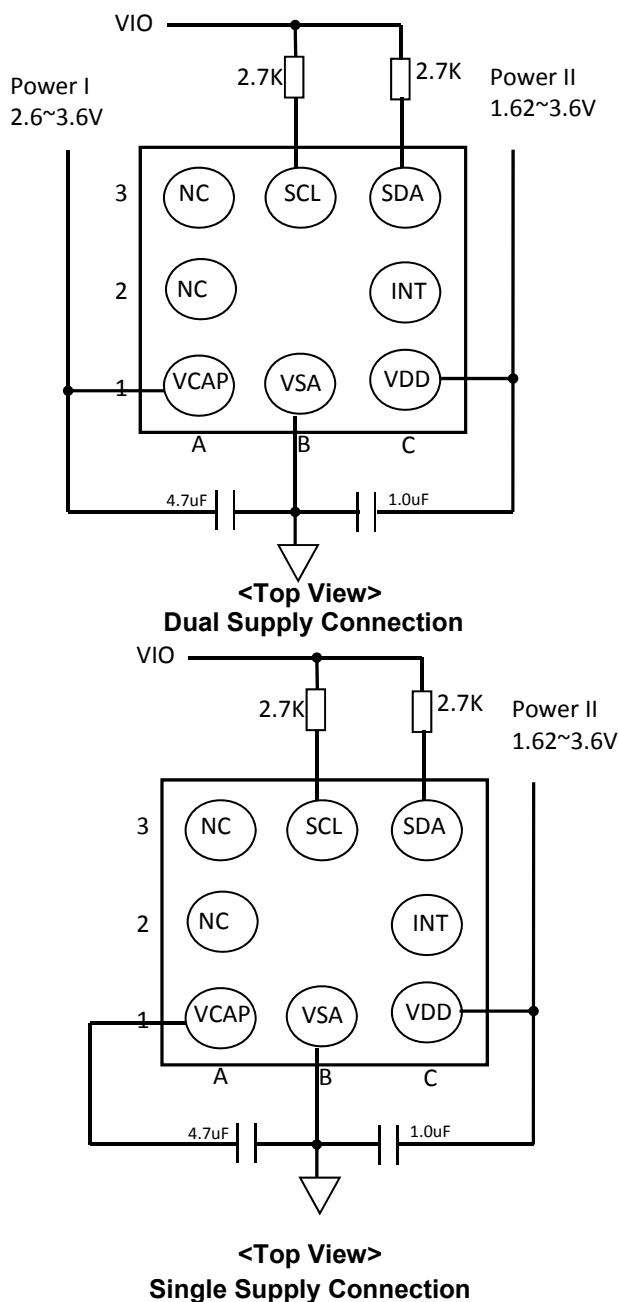 VIO
2.7K 2.7K
Power I
2.6~3.6V
Power II
1.62~3.6V
3 NC SCL SDA
2 NC INT
1 VCAP VSA VDD
A B C
4.7uF 1.0uF
<Top View>
Dual Supply Connection
VIO
2.7K 2.7K
Power II
1.62~3.6V
3 NC SCL SDA
2 NC INT
1 VCAP VSA VDD
A B C
4.7uF 1.0uF
<Top View>
Single Supply Connection